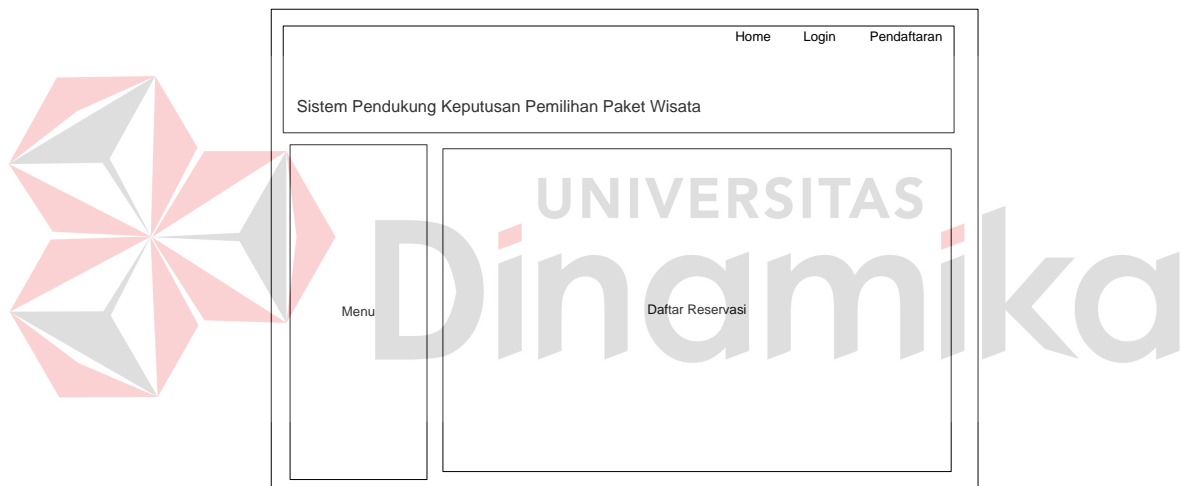 Home Login Pendaftaran
Sistem Pendukung Keputusan Pemilihan Paket Wisata
UNIVERSITAS
Dinamika
Menu
Daftar Reservasi